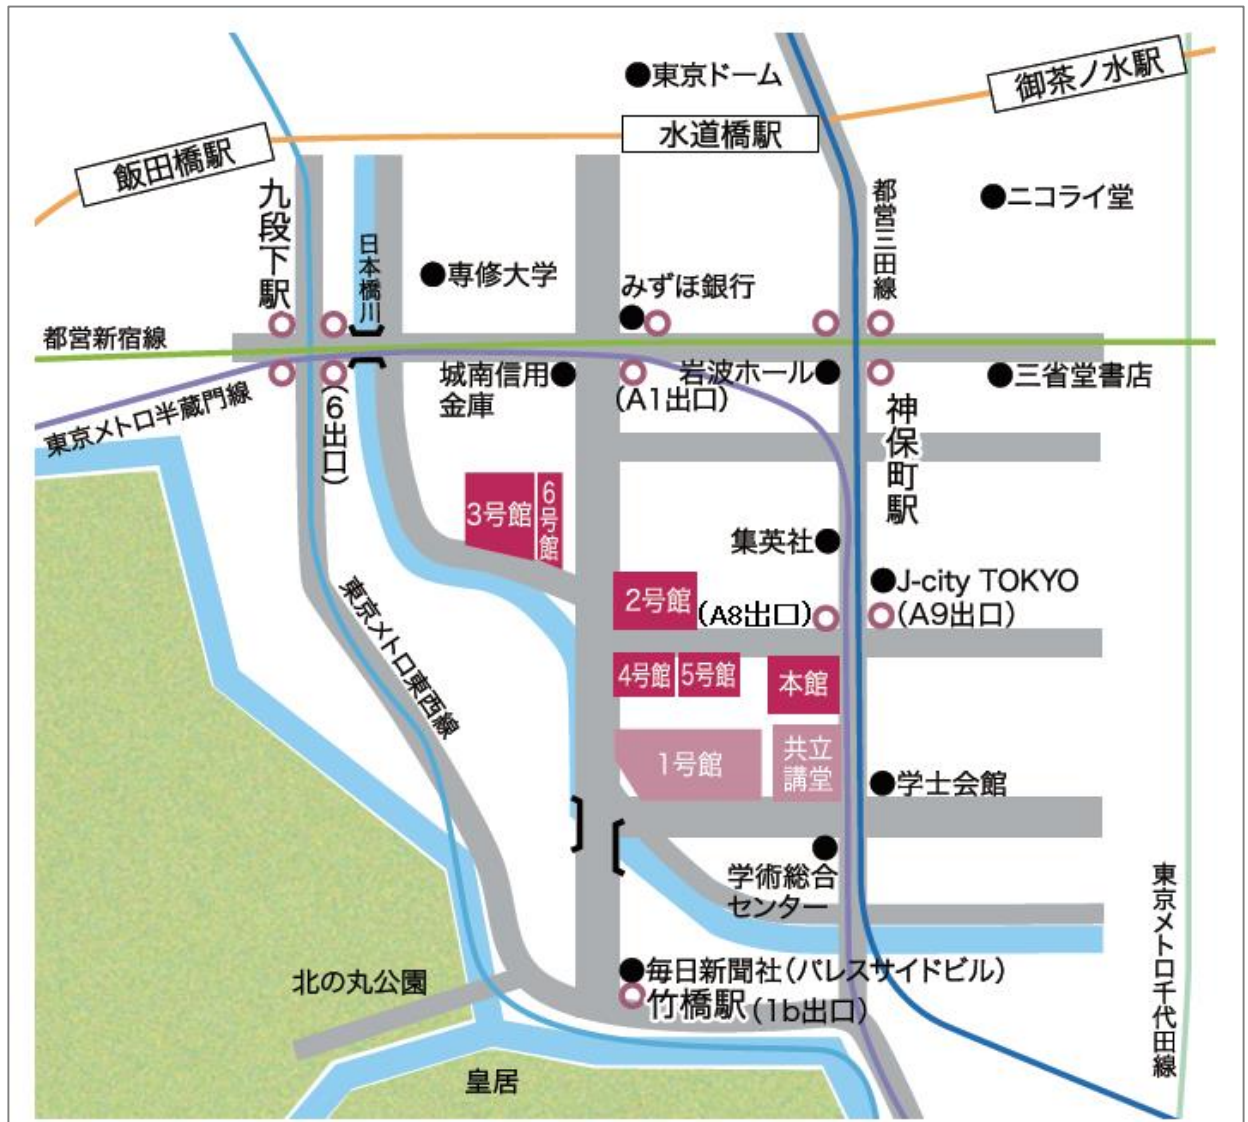 東京ドーム
御茶ノ水駅
水道橋駅
飯田橋駅
九段下駅
日本橋川
都営三田線
ニコライ堂
専修大学
みずほ銀行
都営新宿線
城南信用
金庫
岩波ホール
(A1出口)
三省堂書店
東京メトロ半蔵門線
(6出口)
神保町駅
3号館
6号館
集英社
J-city TOKYO
(A9出口)
2号館
(A8出口)
東京メトロ東西線
4号館
5号館
本館
1号館
共立
講堂
学士会館
学術総合
センター
東京メトロ千代田線
北の丸公園
毎日新聞社(パレスサイドビル)
竹橋駅(1b出口)
皇居